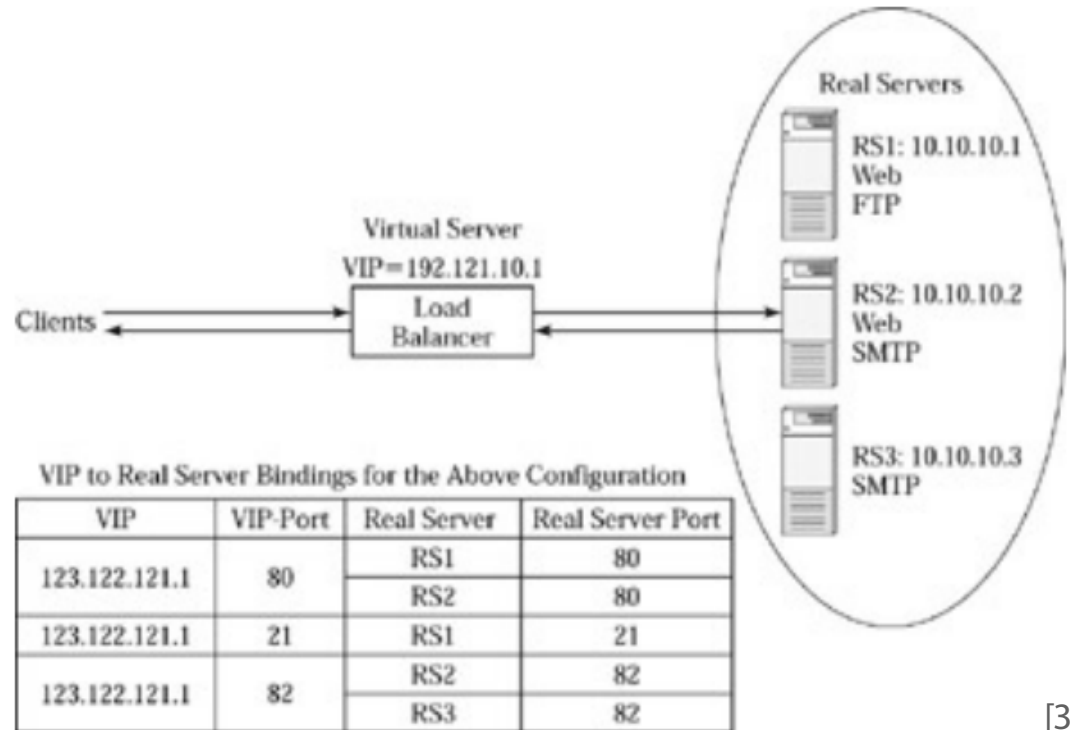 Real Servers
RS1: 10.10.10.1
Web
FTP
Virtual Server
VIP=192.121.10.1
Load
Balancer
Clients
RS2: 10.10.10.2
Web
SMTP
RS3: 10.10.10.3
SMTP
VIP to Real Server Bindings for the Above Configuration
VIP VIP-Port Real Server Real Server Port
123.122.121.1 80 RS1 80
RS2 80
123.122.121.1 21 RS1 21
123.122.121.1 82 RS2 82
RS3 82
[3